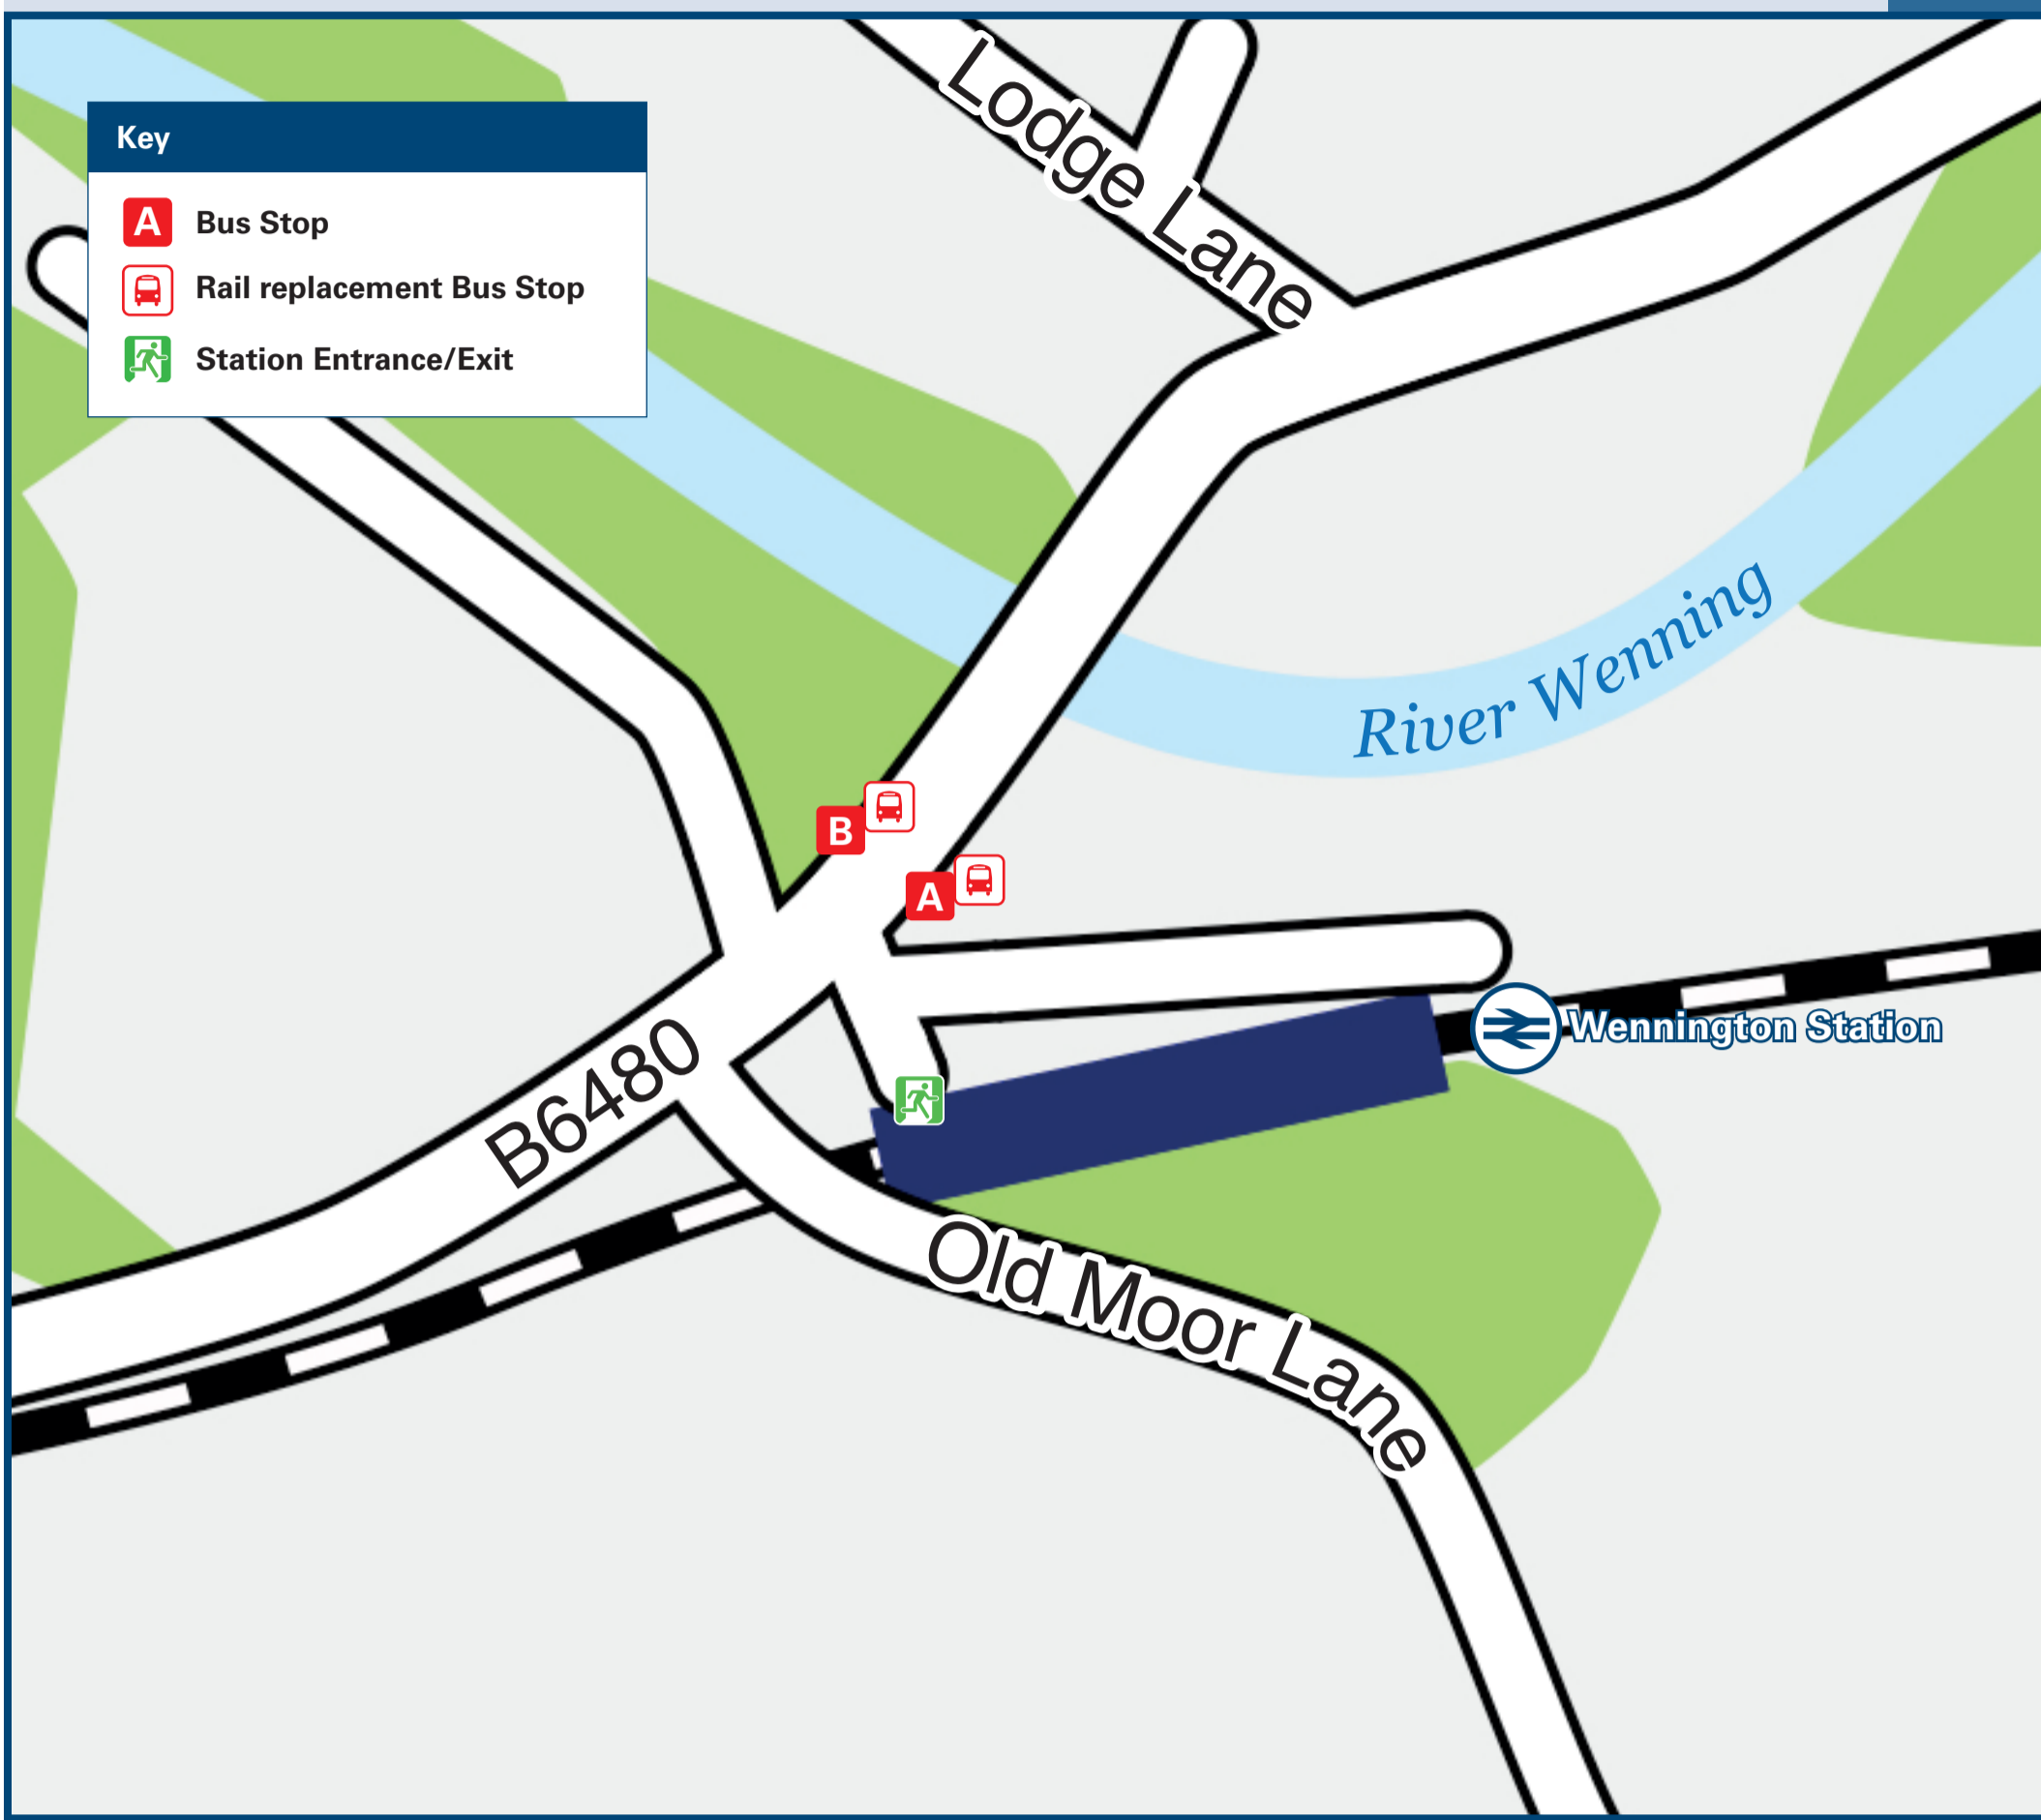 Key
A Bus Stop
Rail replacement Bus Stop
Station Entrance/Exit
Lodge Lane
River Wenning
B
A
Wennington Station
B6480
Old Moor Lane